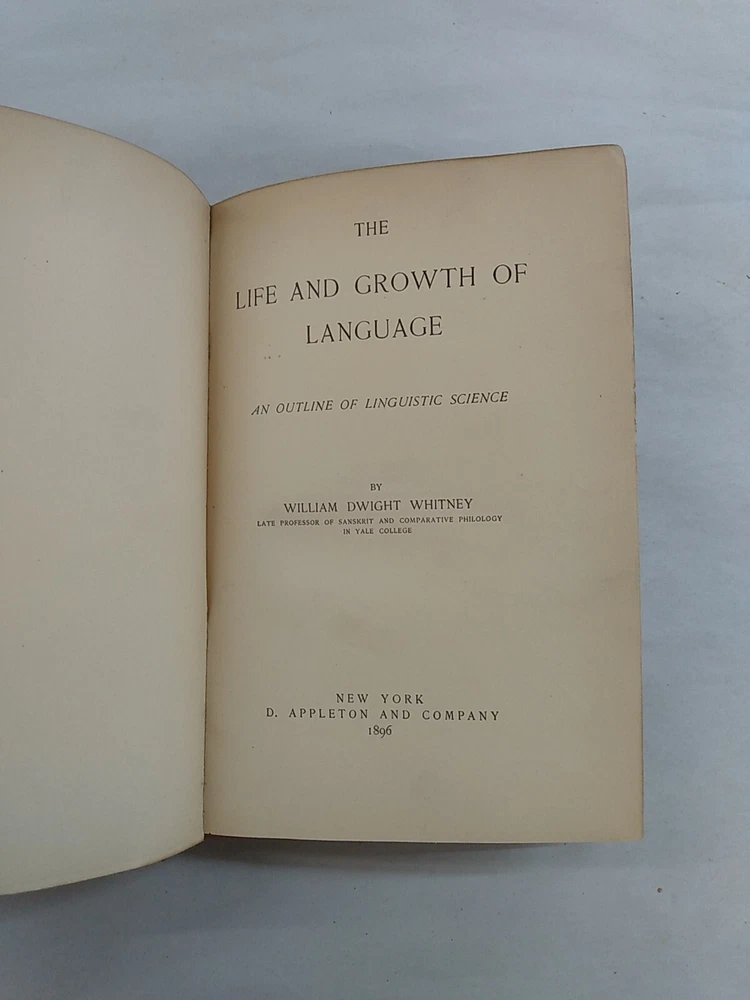 THE
LIFE AND GROWTH OF
LANGUAGE
AN OUTLINE OF LINGUISTIC SCIENCE
BY
WILLIAM DWIGHT WHITNEY
LATE PROFESSOR OF SANSKRIT AND COMPARATIVE PHILOLOGY
IN YALE COLLEGE
NEW YORK
D. APPLETON AND COMPANY
1896